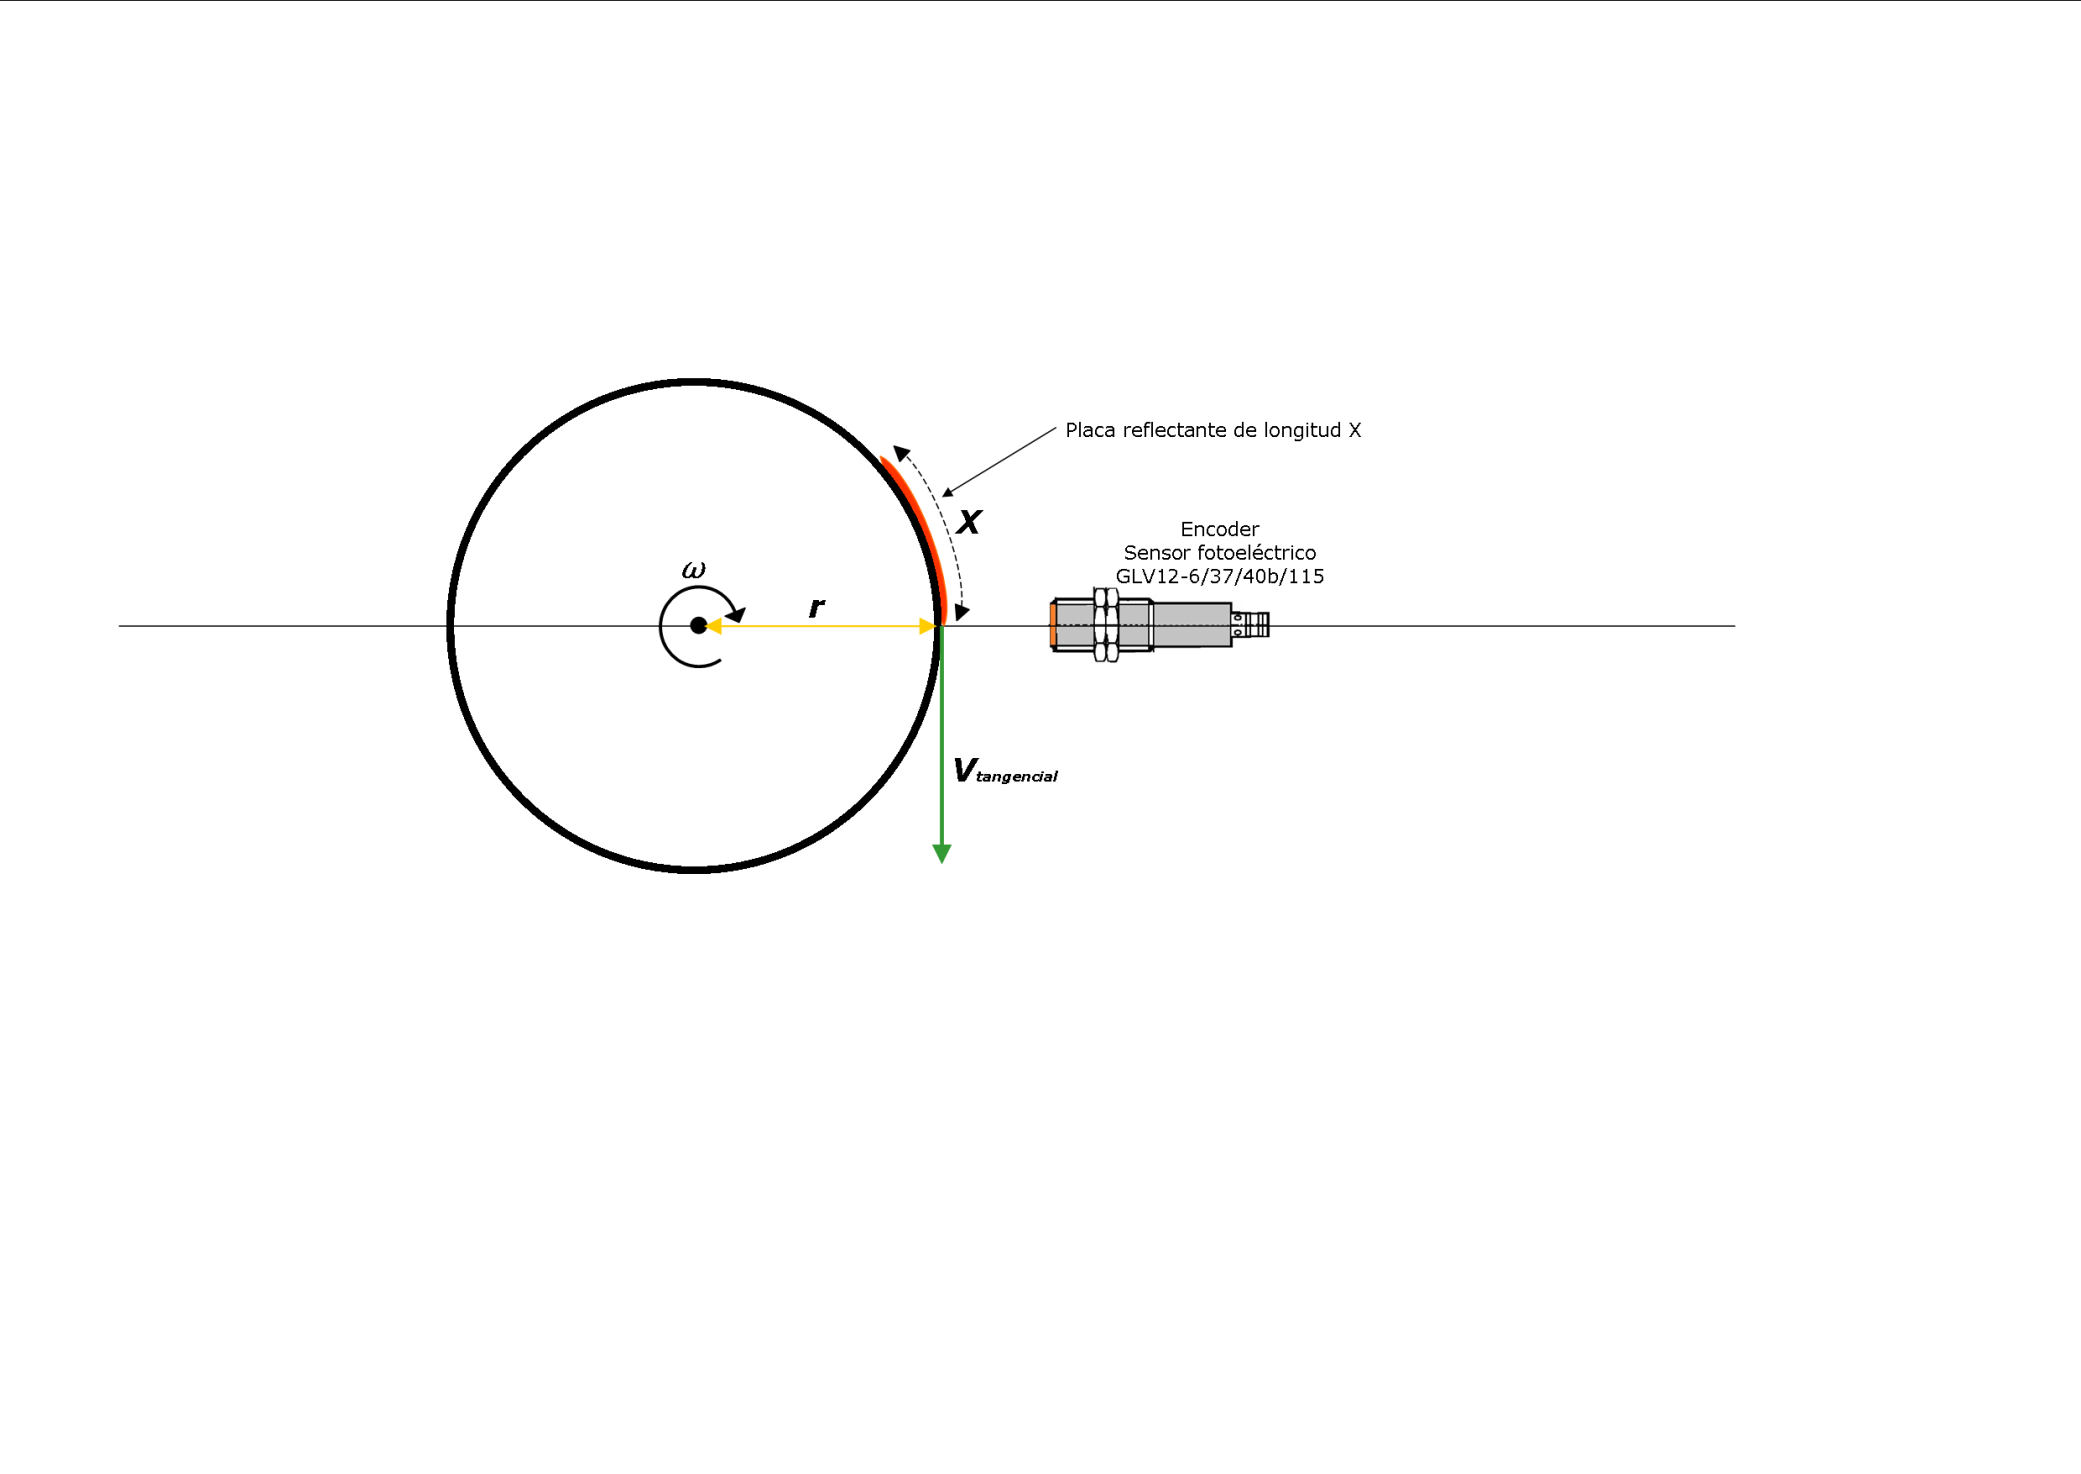 Placa reflectante de longitud X
X
Encoder
Sensor fotoeléctrico
GLV12-6/37/40b/115
ω
r
Vtangencial